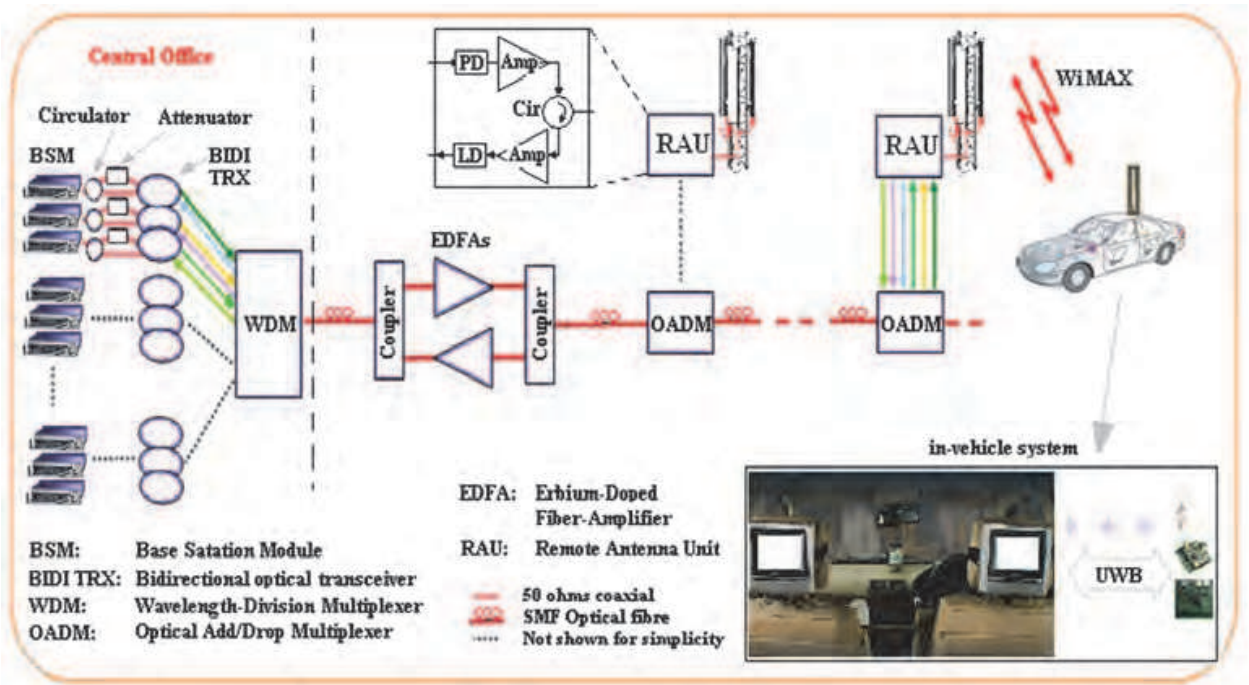 Central Office
Circulator
Attenuator
BSM
BIDI
TRX
WDM
PD
Amp
Cir
LD
Amp
RAU
RAU
WiMAX
EDFAs
Coupler
Coupler
OADM
OADM
in-vehicle system
UWB
BSM: Base Satation Module
BIDI TRX: Bidirectional optical transceiver
WDM: Wavelength-Division Multiplexer
OADM: Optical Add/Drop Multiplexer
EDFA: Erbium-Doped
Fiber-Amplifier
RAU: Remote Antenna Unit
50 ohms coaxial
SMF Optical fibre
Not shown for simplicity